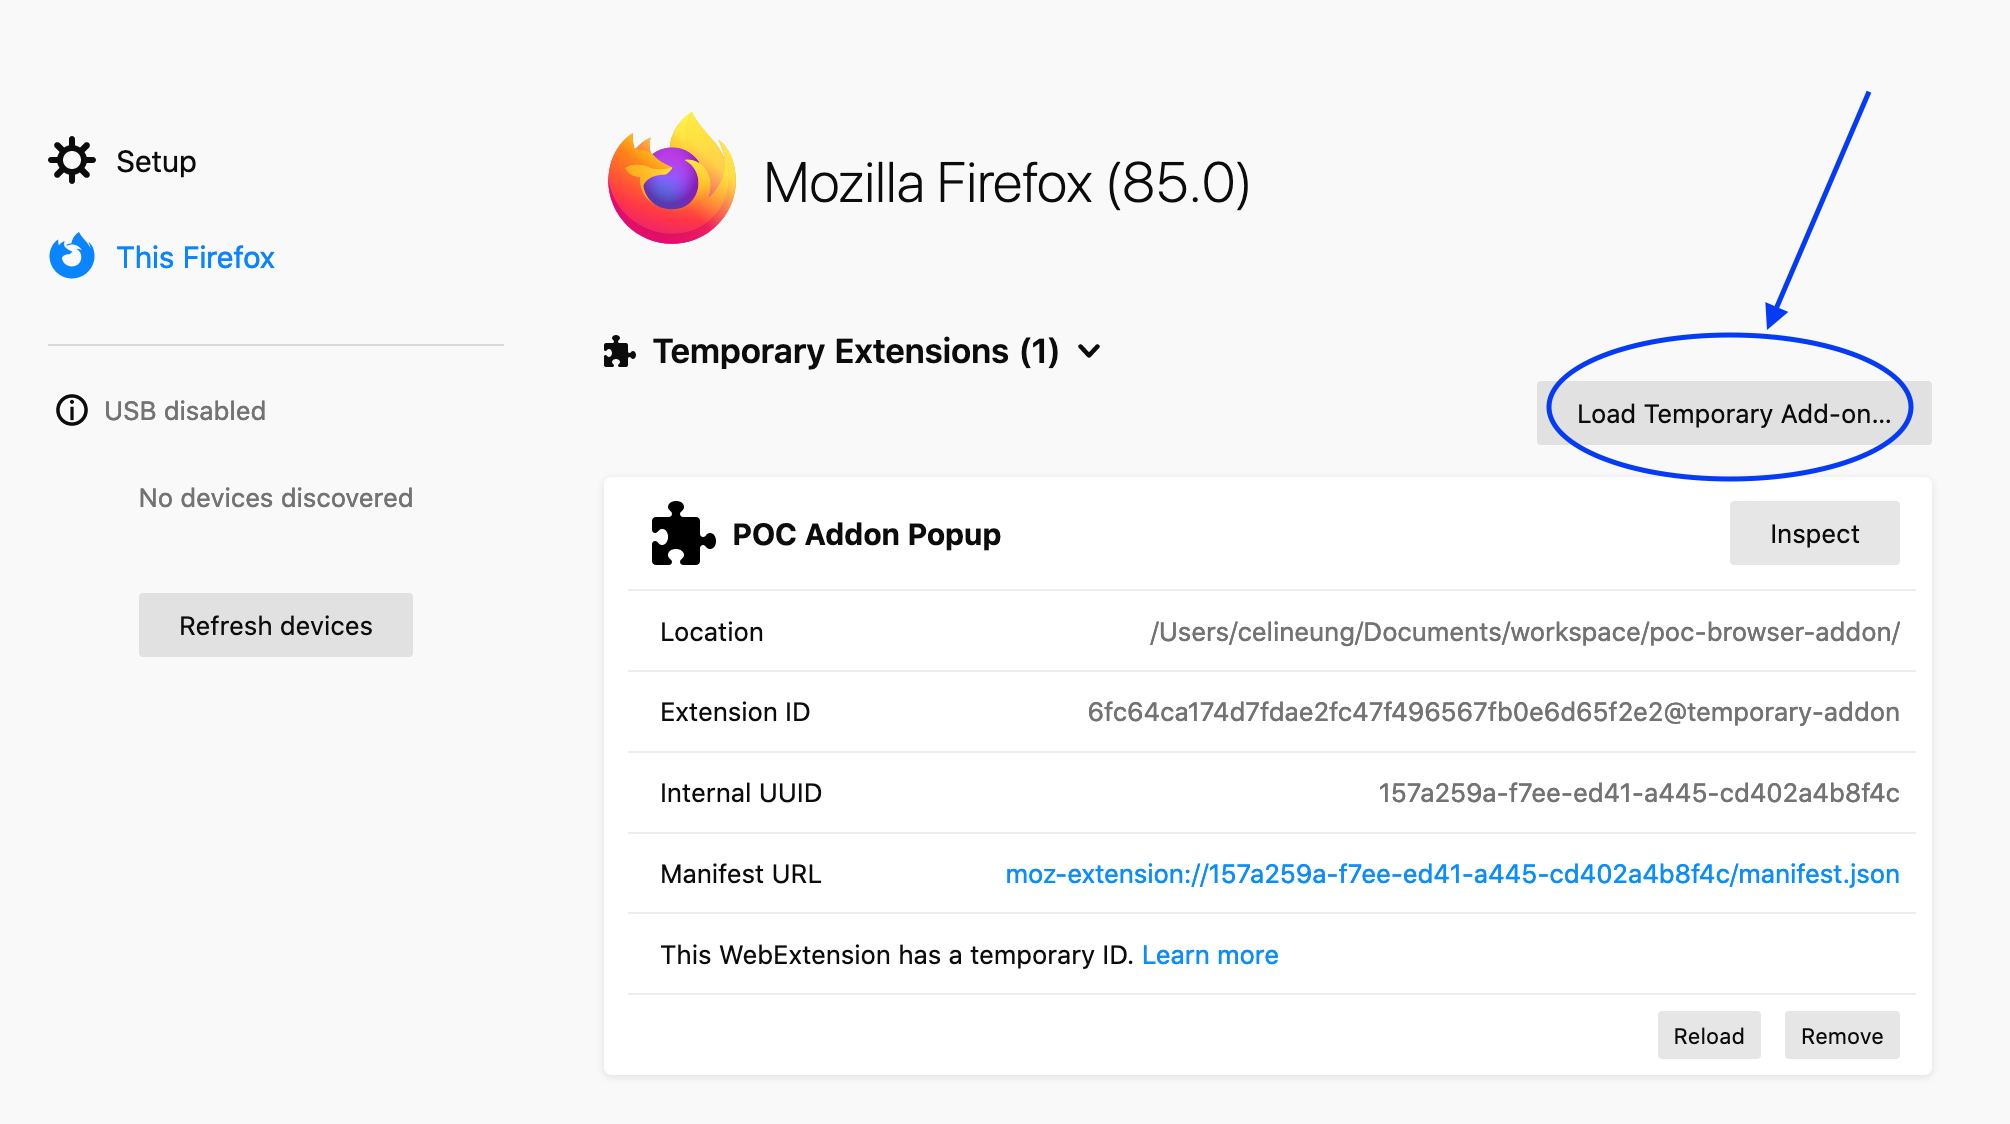 Setup
This Firefox
USB disabled
No devices discovered
Refresh devices
Mozilla Firefox (85.0)
Temporary Extensions (1)
Load Temporary Add-on...
POC Addon Popup
Inspect
Location /Users/celineung/Documents/workspace/poc-browser-addon/
Extension ID 6fc64ca174d7fdae2fc47f496567fb0e6d65f2e2@temporary-addon
Internal UUID 157a259a-f7ee-ed41-a445-cd402a4b8f4c
Manifest URL moz-extension://157a259a-f7ee-ed41-a445-cd402a4b8f4c/manifest.json
This WebExtension has a temporary ID. Learn more
Reload Remove